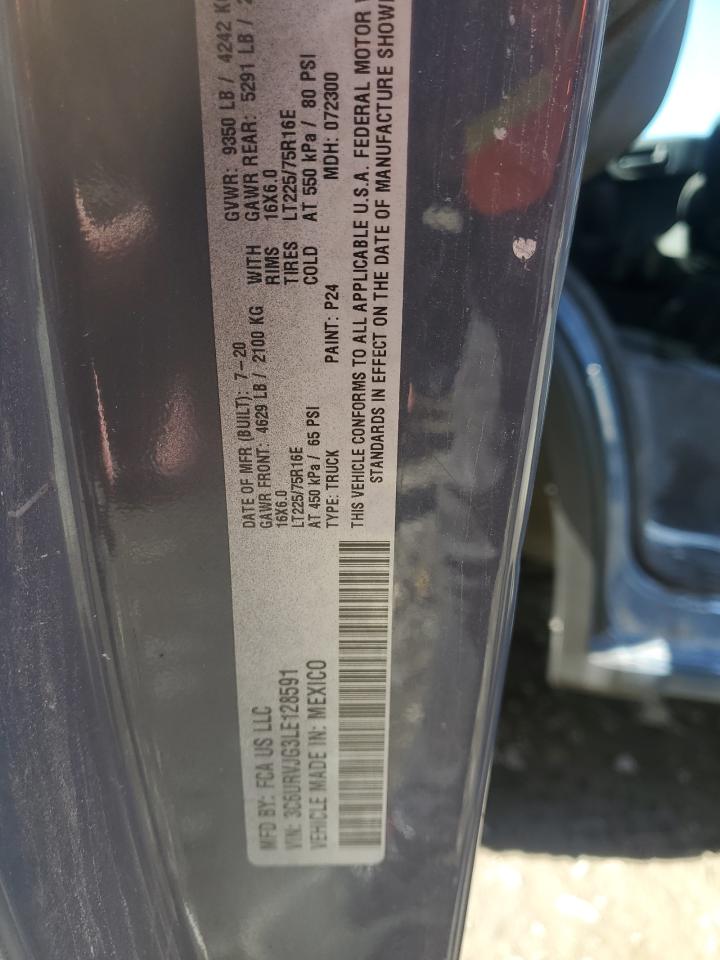 MFD BY: FCA US LLC
VIN: 3C6URVJG3LE128591
VEHICLE MADE IN: MEXICO
DATE OF MFR (BUILT): 7-20
GAWR FRONT: 4629 LB / 2100 KG WITH
16X6.0 RIMS
LT225/75R16E TIRES
AT 450 kPa / 65 PSI COLD
TYPE: TRUCK PAINT: P24
GVWR: 9350 LB / 4242 KG
GAWR REAR: 5291 LB /
16X6.0
LT225/75R16E
AT 550 kPa / 80 PSI
MDH: 072300
THIS VEHICLE CONFORMS TO ALL APPLICABLE U.S.A. FEDERAL MOTOR
STANDARDS IN EFFECT ON THE DATE OF MANUFACTURE SHOW